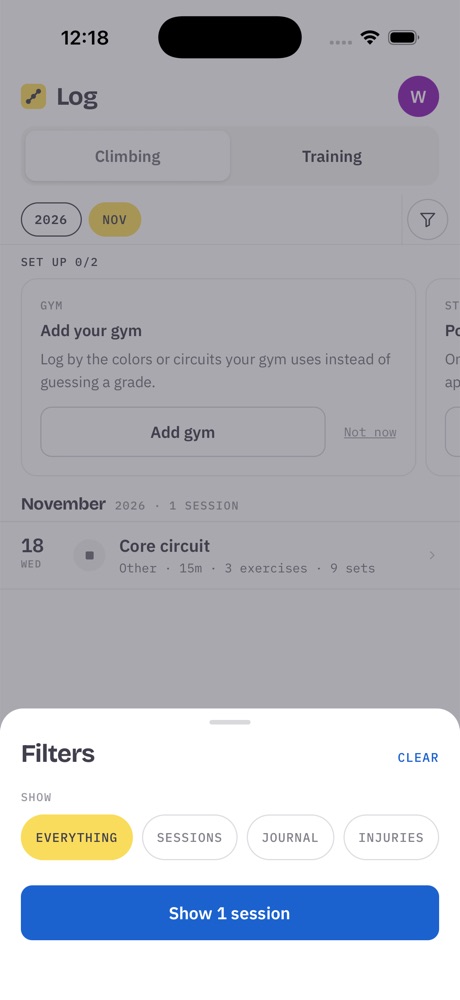 12:18
Log
W
Climbing
Training
2026
NOV
SET UP 0/2
GYM
Add your gym
Log by the colors or circuits your gym uses instead of
guessing a grade.
Add gym
Not now
November 2026 · 1 SESSION
18
WED
Core circuit
Other · 15m · 3 exercises · 9 sets
Filters
CLEAR
SHOW
EVERYTHING
SESSIONS
JOURNAL
INJURIES
Show 1 session